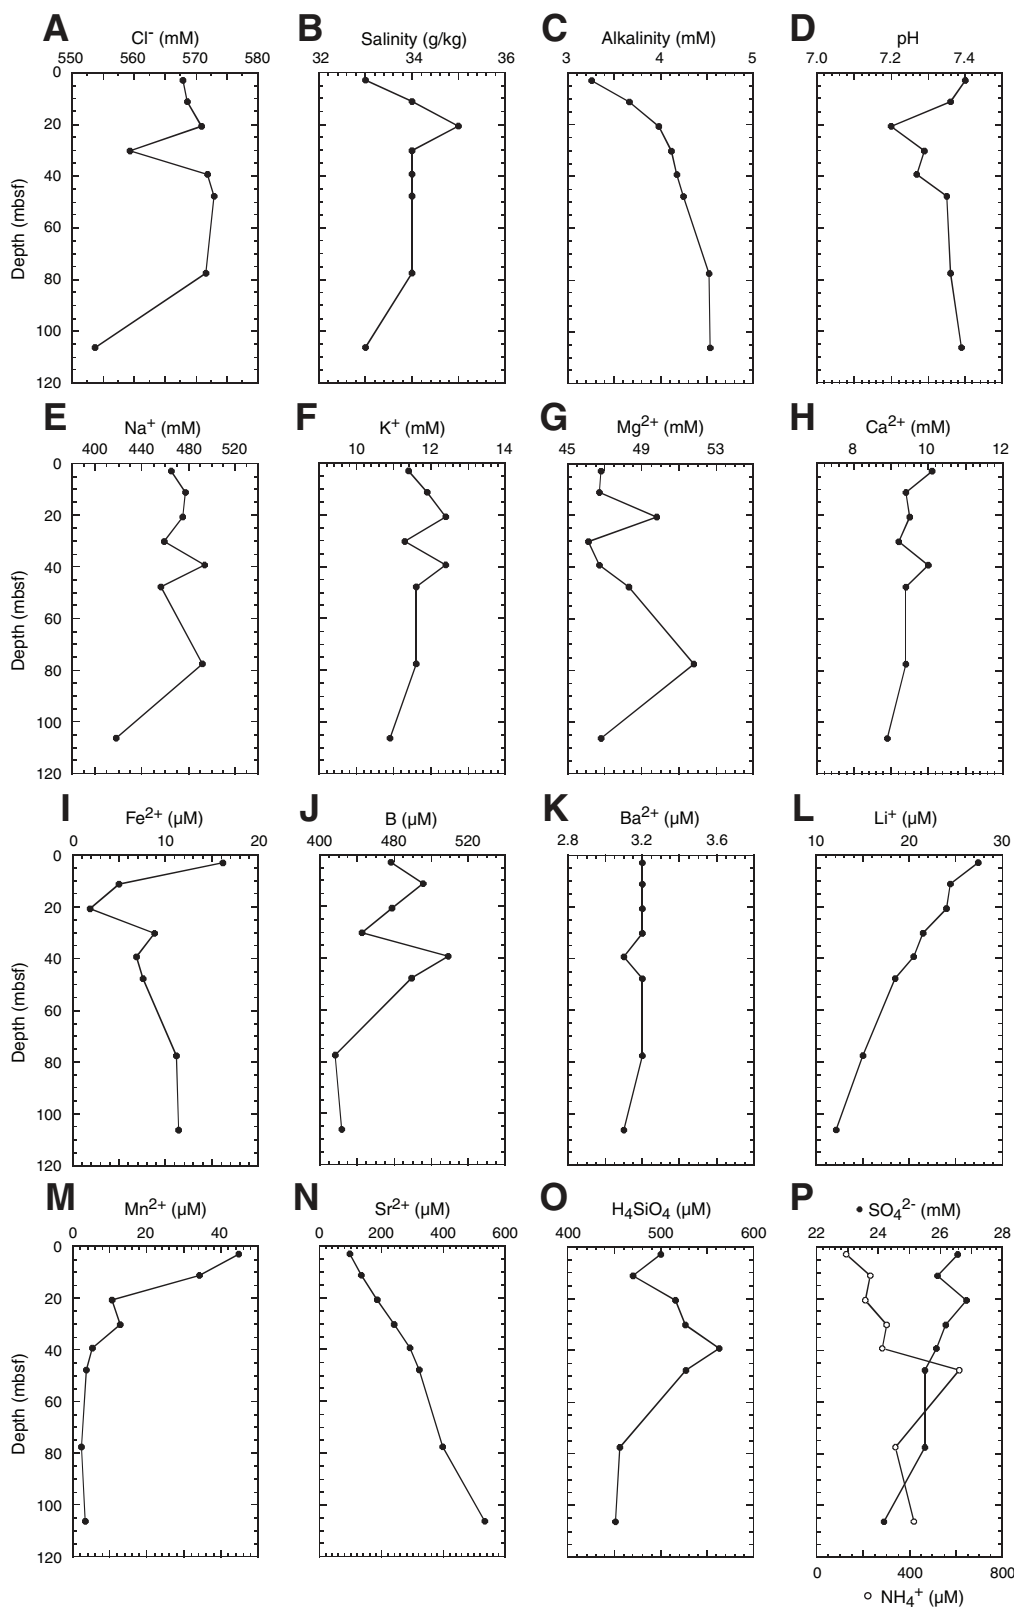 A B C D
Cl- (mM) Salinity (g/kg) Alkalinity (mM) pH
550 560 570 580 32 34 36 3 4 5 7.0 7.2 7.4
0
20
40
60
80
100
120
Depth (mbsf)
E F G H
Na+ (mM) K+ (mM) Mg2+ (mM) Ca2+ (mM)
400 440 480 520 10 12 14 45 49 53 8 10 12
0
20
40
60
80
100
120
Depth (mbsf)
I J K L
Fe2+ (µM) B (µM) Ba2+ (µM) Li+ (µM)
0 10 20 400 480 520 2.8 3.2 3.6 10 20 30
0
20
40
60
80
100
120
Depth (mbsf)
M N O P
Mn2+ (µM) Sr2+ (µM) H4SiO4 (µM) SO42- (mM)
0 20 40 0 200 400 600 400 500 600 22 24 26 28
0
20
40
60
80
100
120
Depth (mbsf)
0 400 800
NH4+ (µM)